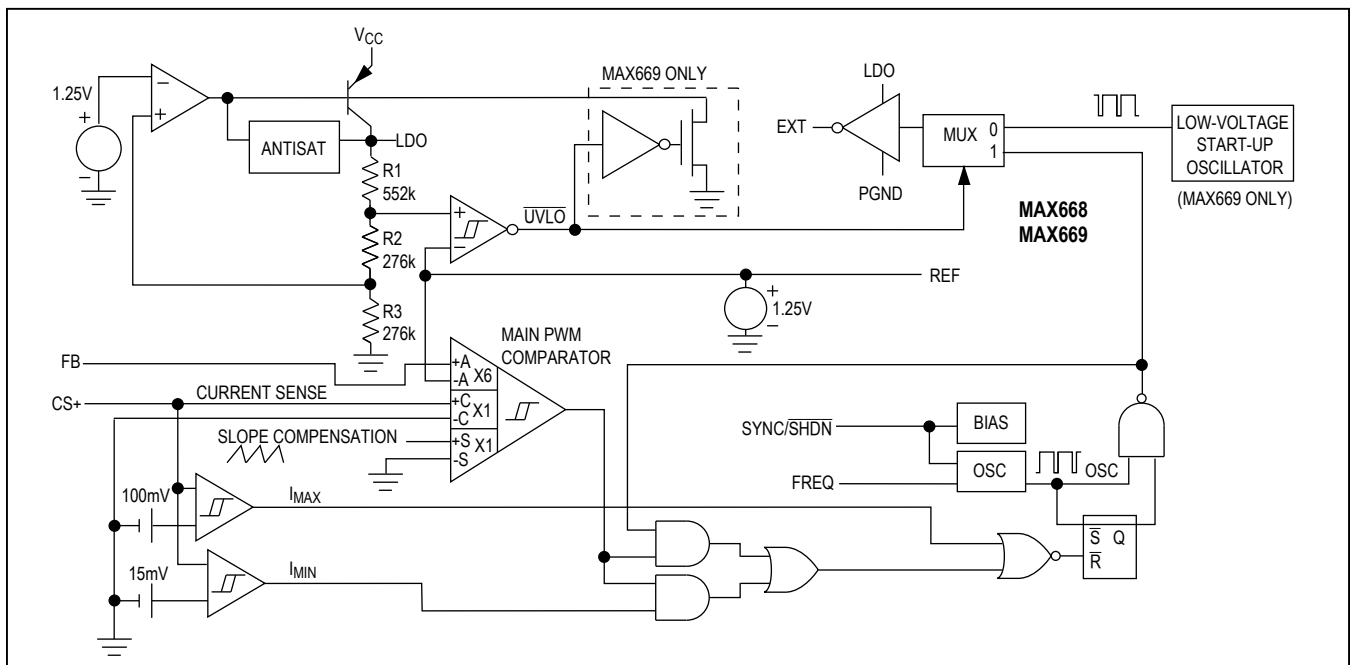 VCC
MAX669 ONLY
1.25V
+
−
−
+
ANTISAT
LDO
R1
552k
R2
276k
R3
276k
+
−
UVLO
LDO
EXT
PGND
MUX 0
1
LOW-VOLTAGE
START-UP
OSCILLATOR
(MAX669 ONLY)
MAX668
MAX669
REF
+
1.25V
−
MAIN PWM
COMPARATOR
FB
+A
-A
X6
CS+
CURRENT SENSE
+C
-C
X1
SLOPE COMPENSATION
+S
-S
X1
SYNC/SHDN
BIAS
FREQ
OSC
OSC
100mV
IMAX
15mV
IMIN
S Q
R